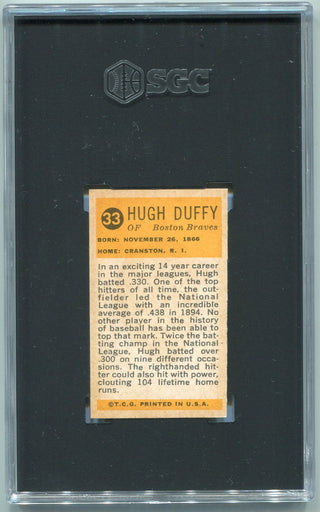 SGC
33 HUGH DUFFY
OF Boston Braves
BORN: NOVEMBER 26, 1866
HOME: CRANSTON, R. I.
In an exciting 14 year career
in the major leagues, Hugh
batted .330. One of the top
hitters of all time, the out-
fielder led the National
League with an incredible
average of .438 in 1894. No
other player in the history
of baseball has been able to
top that mark. Twice the bat-
ting champ in the National
League, Hugh batted over
.300 on nine different occa-
sions. The righthanded hit-
ter could also hit with power,
clouting 104 lifetime home
runs.
©T.C.G. PRINTED IN U.S.A.